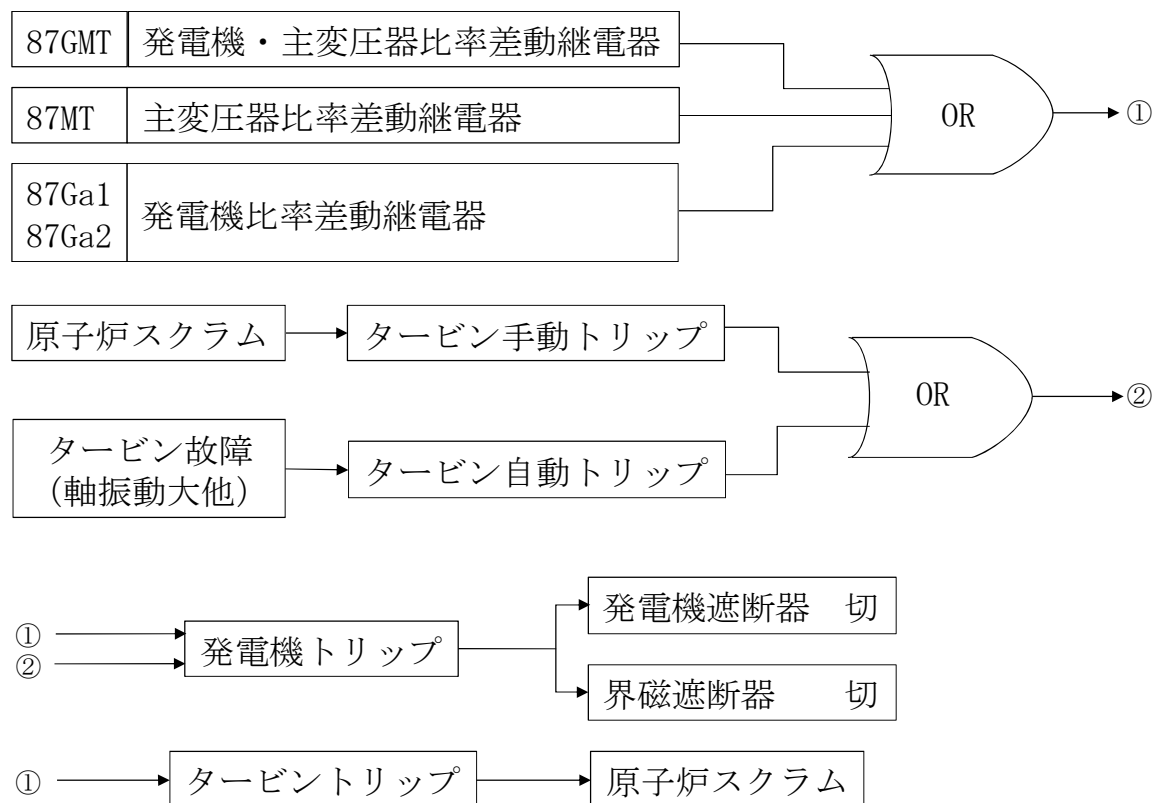 87GMT 発電機・主変圧器比率差動継電器
87MT 主変圧器比率差動継電器
OR
①
87Ga1
87Ga2
発電機比率差動継電器
原子炉スクラム
タービン手動トリップ
OR
②
タービン故障
(軸振動大他)
タービン自動トリップ
発電機遮断器 切
①
②
発電機トリップ
界磁遮断器 切
①
タービントリップ
原子炉スクラム